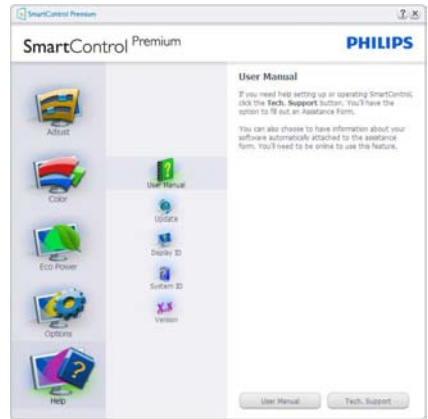 SmartControl Premium
? X
SmartControl Premium
PHILIPS
Adjust
Color
Eco Power
Options
Help
User Manual
Update
Display ID
System ID
Version
User Manual
If you need help setting up or operating SmartControl,
click the Tech. Support button. You'll have the
option to fill out an Assistance Form.
You can also choose to have information about your
software automatically attached to the assistance
form. You'll need to be online to use this feature.
User Manual
Tech. Support